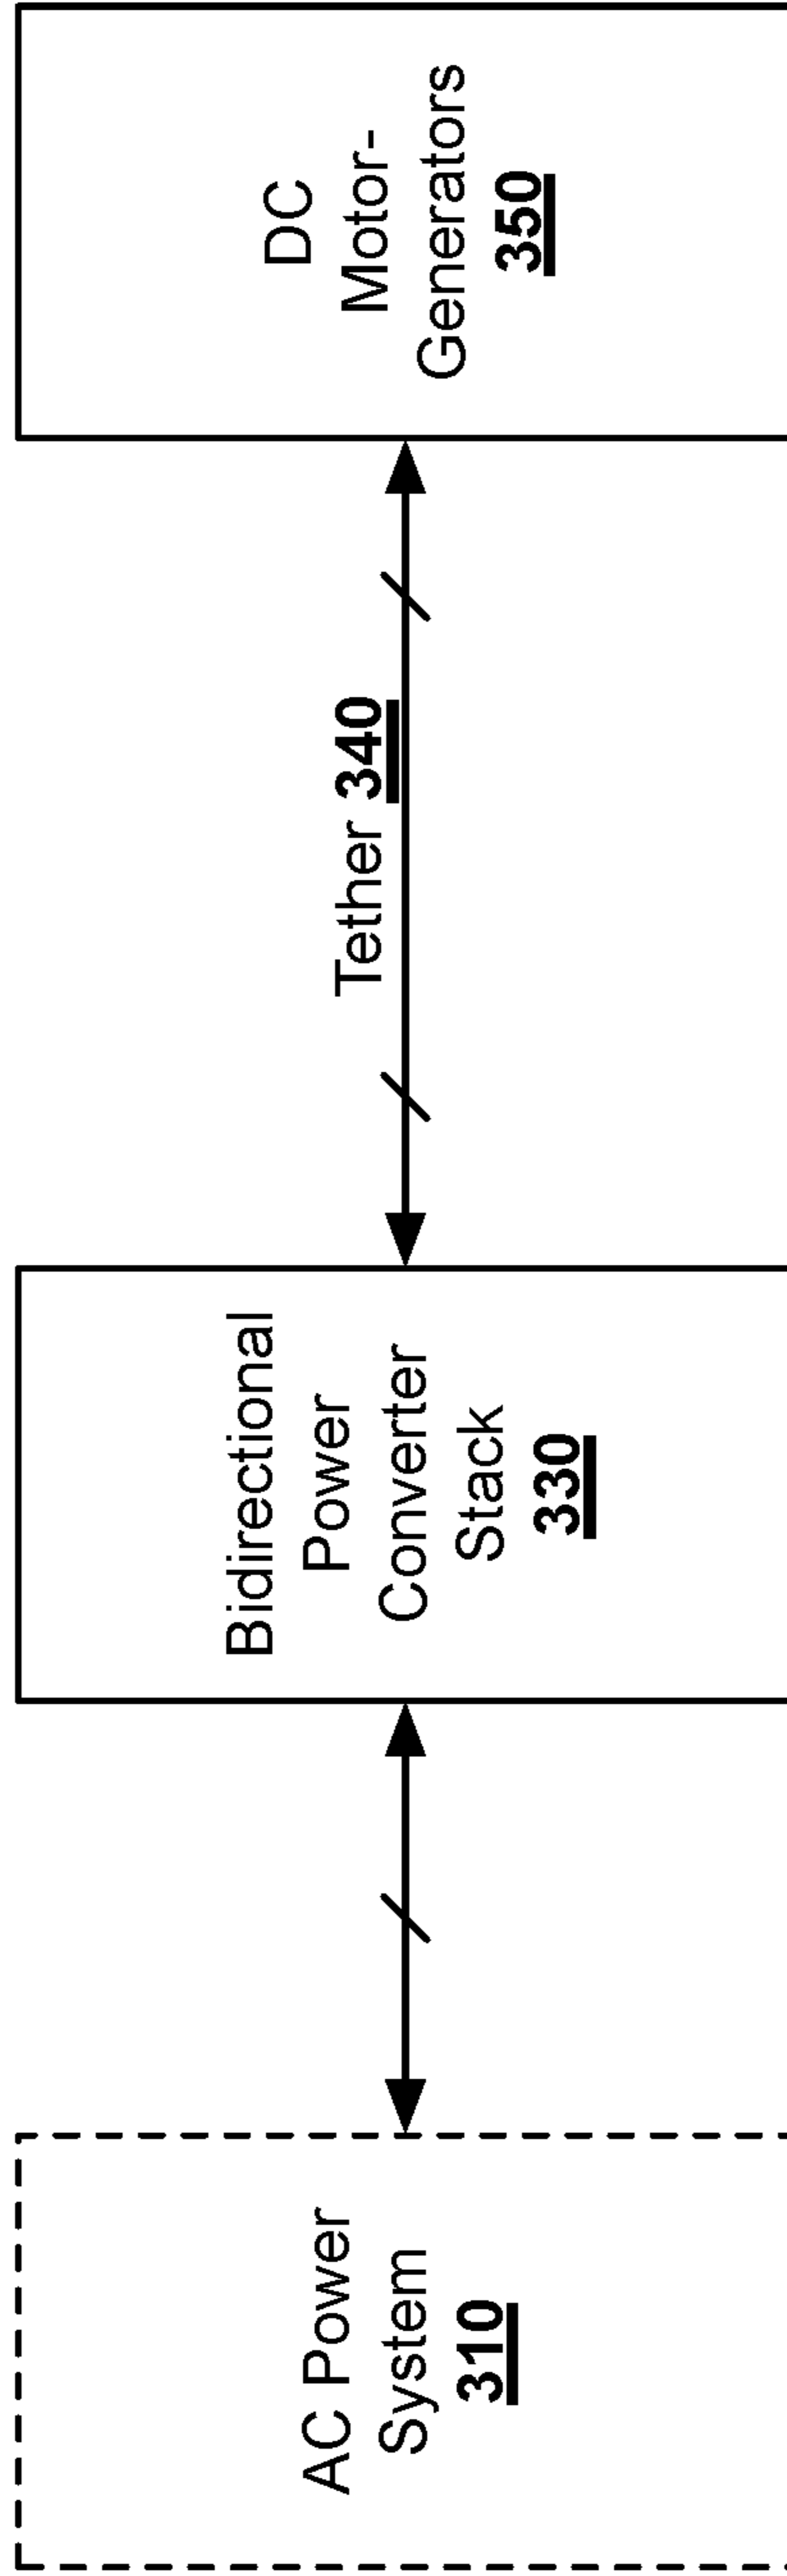 AC Power
System
310
Bidirectional
Power
Converter
Stack
330
Tether 340
DC
Motor-
Generators
350